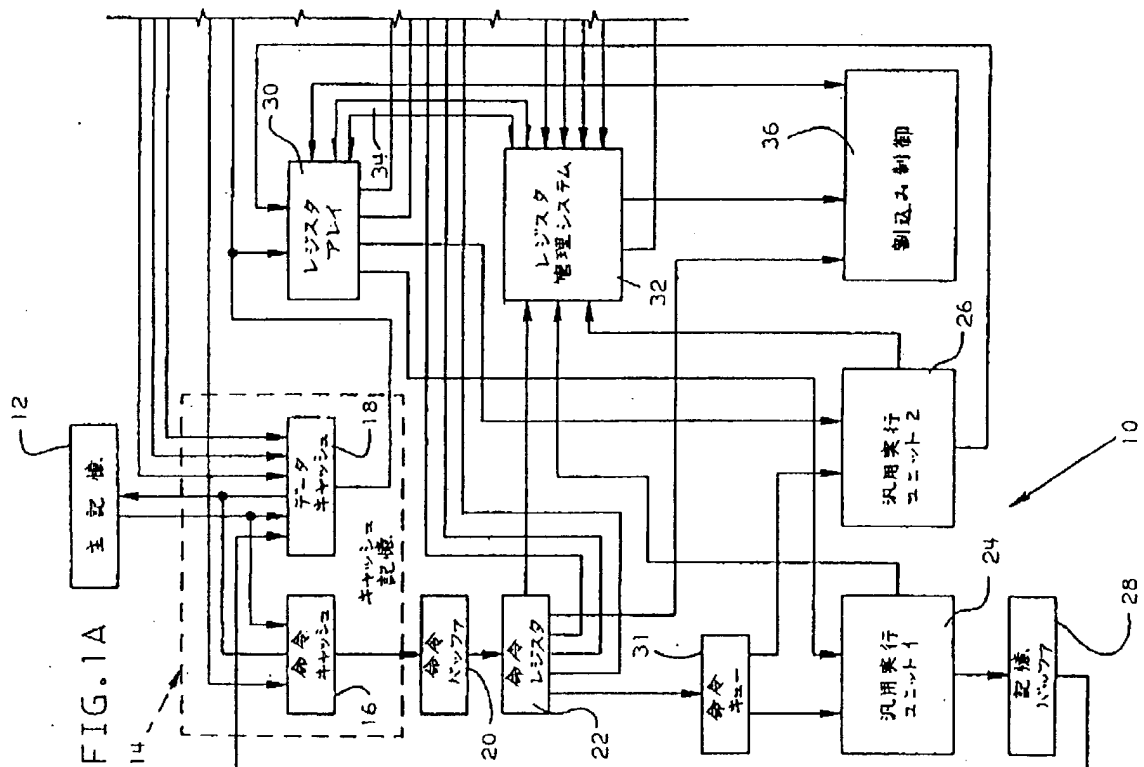 FIG.1A
12
主記憶
14
命令
キャッシュ
16
データ
キャッシュ
18
キャッシュ
記憶
命令
バッファ
20
命令
レジスタ
22
レジスタ
アレイ
30
34
レジスタ
管理システム
32
命令
キュー
31
汎用実行
ユニット1
24
汎用実行
ユニット2
26
割込み制御
36
記憶
バッファ
28
10